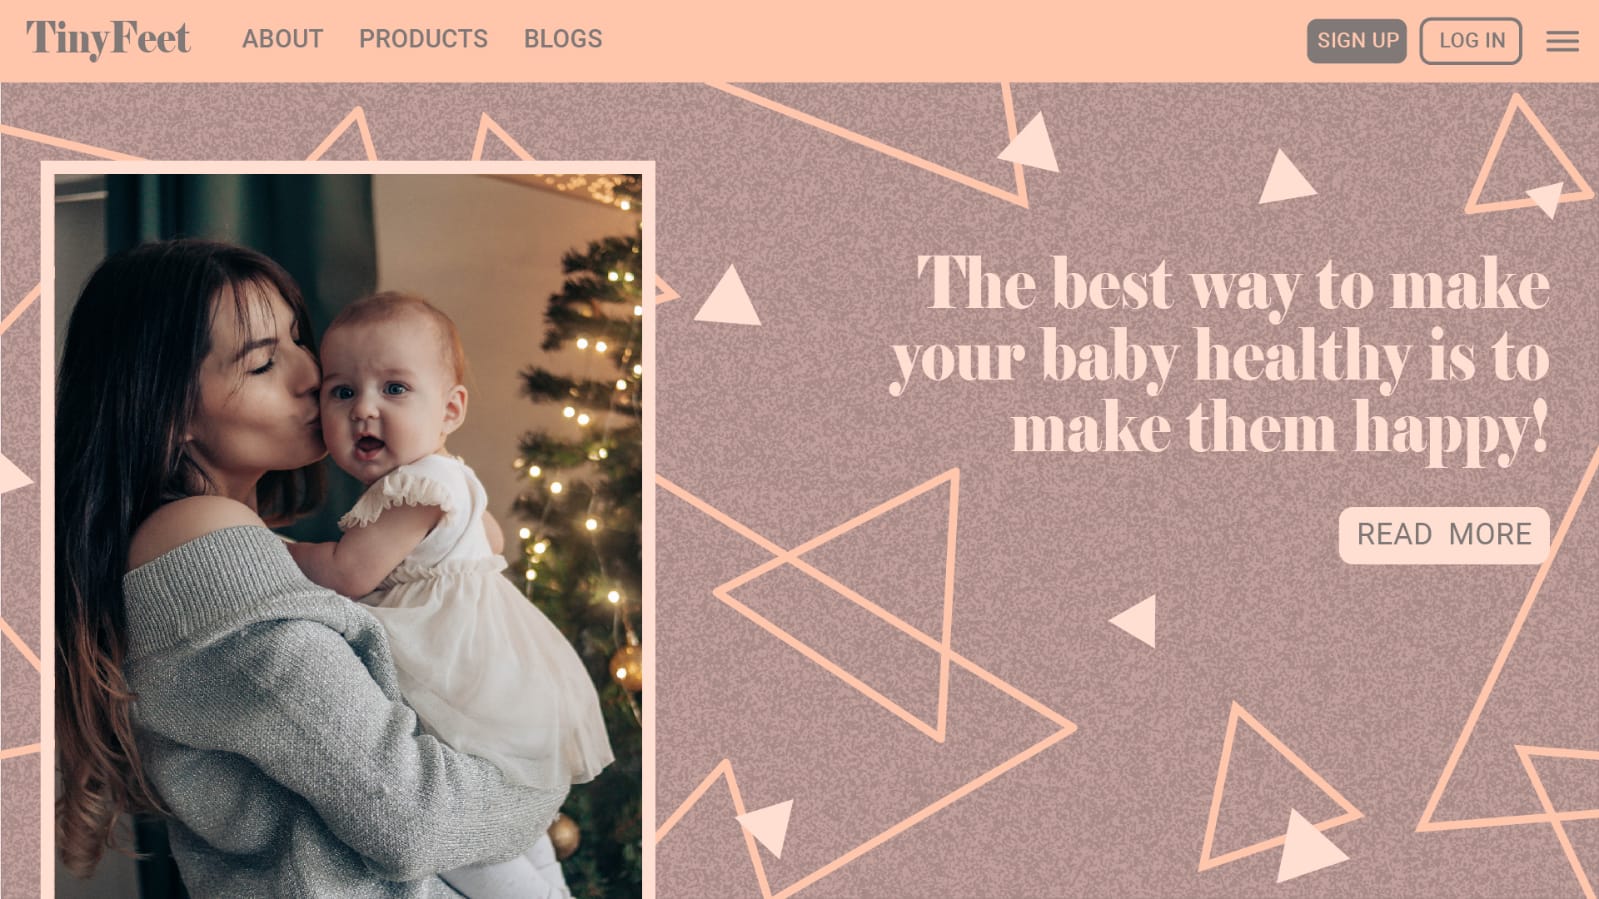 TinyFeet
ABOUT PRODUCTS BLOGS
SIGN UP LOG IN
The best way to make
your baby healthy is to
make them happy!
READ MORE